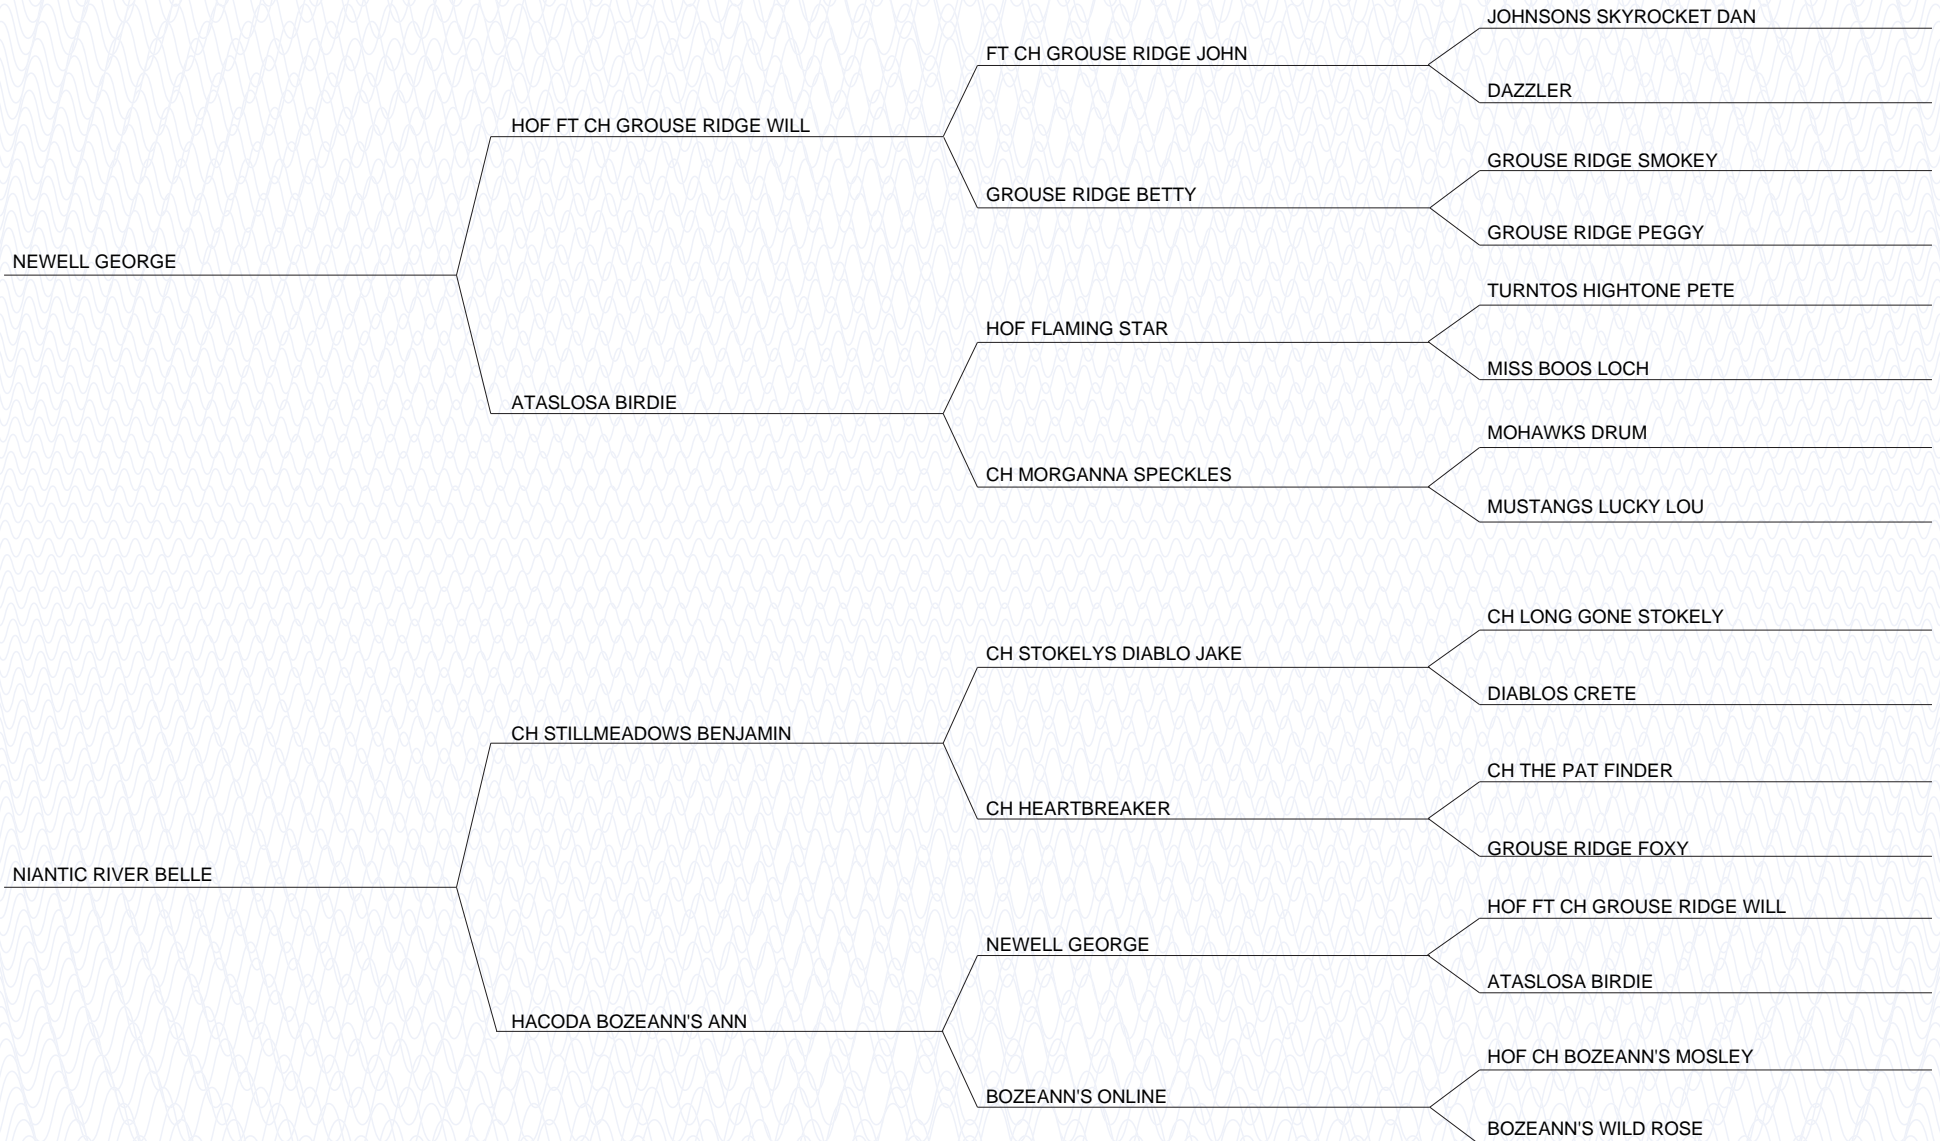 JOHNSONS SKYROCKET DAN
FT CH GROUSE RIDGE JOHN
DAZZLER
HOF FT CH GROUSE RIDGE WILL
GROUSE RIDGE SMOKEY
GROUSE RIDGE BETTY
GROUSE RIDGE PEGGY
NEWELL GEORGE
TURNTOS HIGHTONE PETE
HOF FLAMING STAR
MISS BOOS LOCH
ATASLOSA BIRDIE
MOHAWKS DRUM
CH MORGANNA SPECKLES
MUSTANGS LUCKY LOU
CH LONG GONE STOKELY
CH STOKELYS DIABLO JAKE
DIABLOS CRETE
CH STILLMEADOWS BENJAMIN
CH THE PAT FINDER
CH HEARTBREAKER
GROUSE RIDGE FOXY
NIANTIC RIVER BELLE
HOF FT CH GROUSE RIDGE WILL
NEWELL GEORGE
ATASLOSA BIRDIE
HACODA BOZEANN'S ANN
HOF CH BOZEANN'S MOSLEY
BOZEANN'S ONLINE
BOZEANN'S WILD ROSE